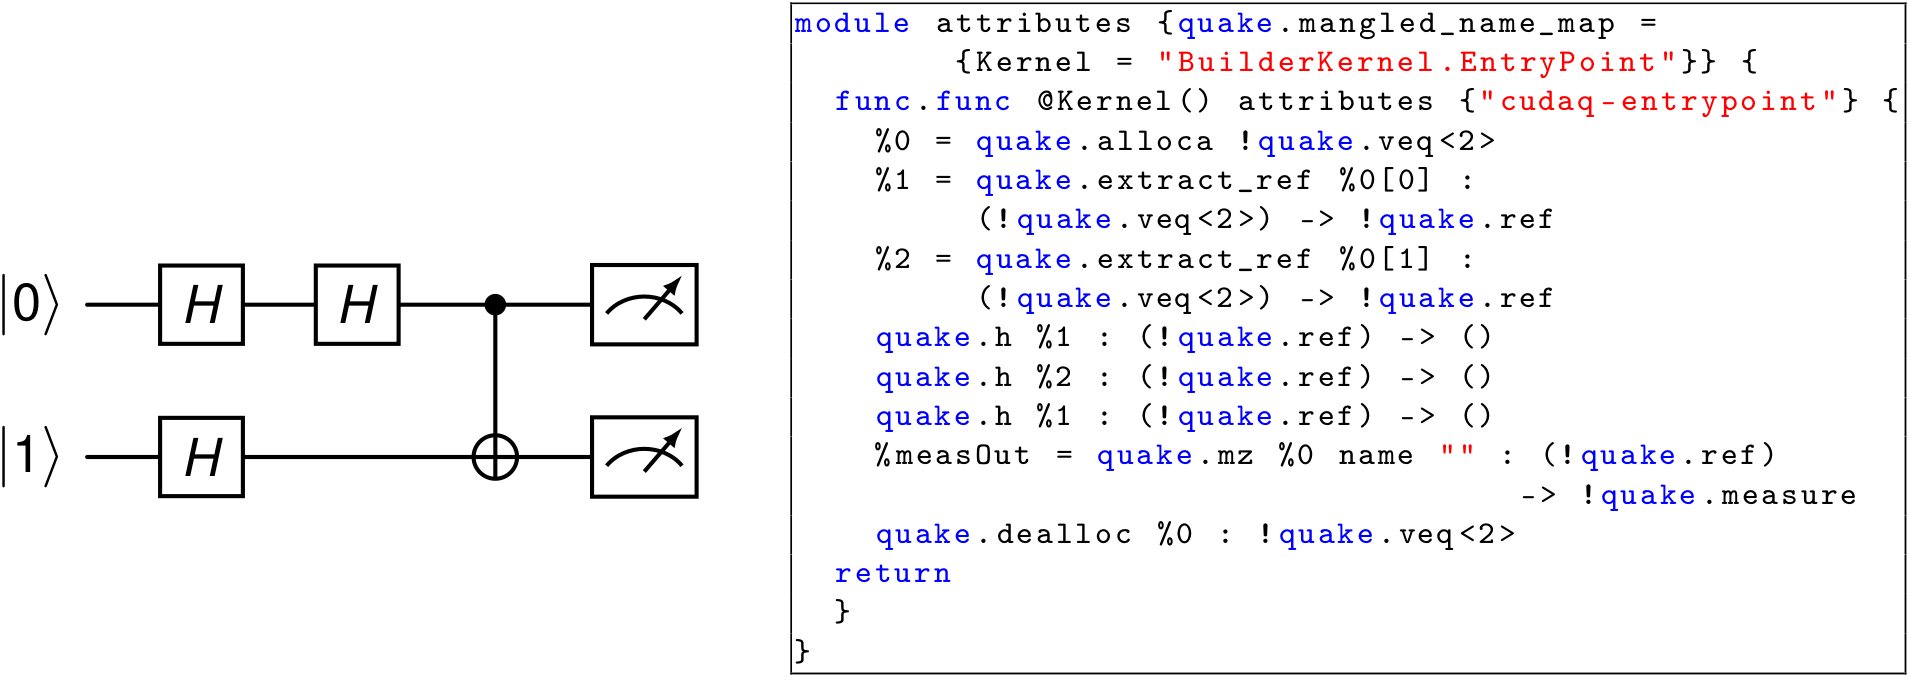 |0⟩ H H
|1⟩ H
module attributes {quake.mangled_name_map =
{Kernel = "BuilderKernel.EntryPoint"}} {
func.func @Kernel() attributes {"cudaq-entrypoint"} {
%0 = quake.alloca !quake.veq<2>
%1 = quake.extract_ref %0[0] :
(!quake.veq<2>) -> !quake.ref
%2 = quake.extract_ref %0[1] :
(!quake.veq<2>) -> !quake.ref
quake.h %1 : (!quake.ref) -> ()
quake.h %2 : (!quake.ref) -> ()
quake.h %1 : (!quake.ref) -> ()
%measOut = quake.mz %0 name "" : (!quake.ref)
-> !quake.measure
quake.dealloc %0 : !quake.veq<2>
return
}
}